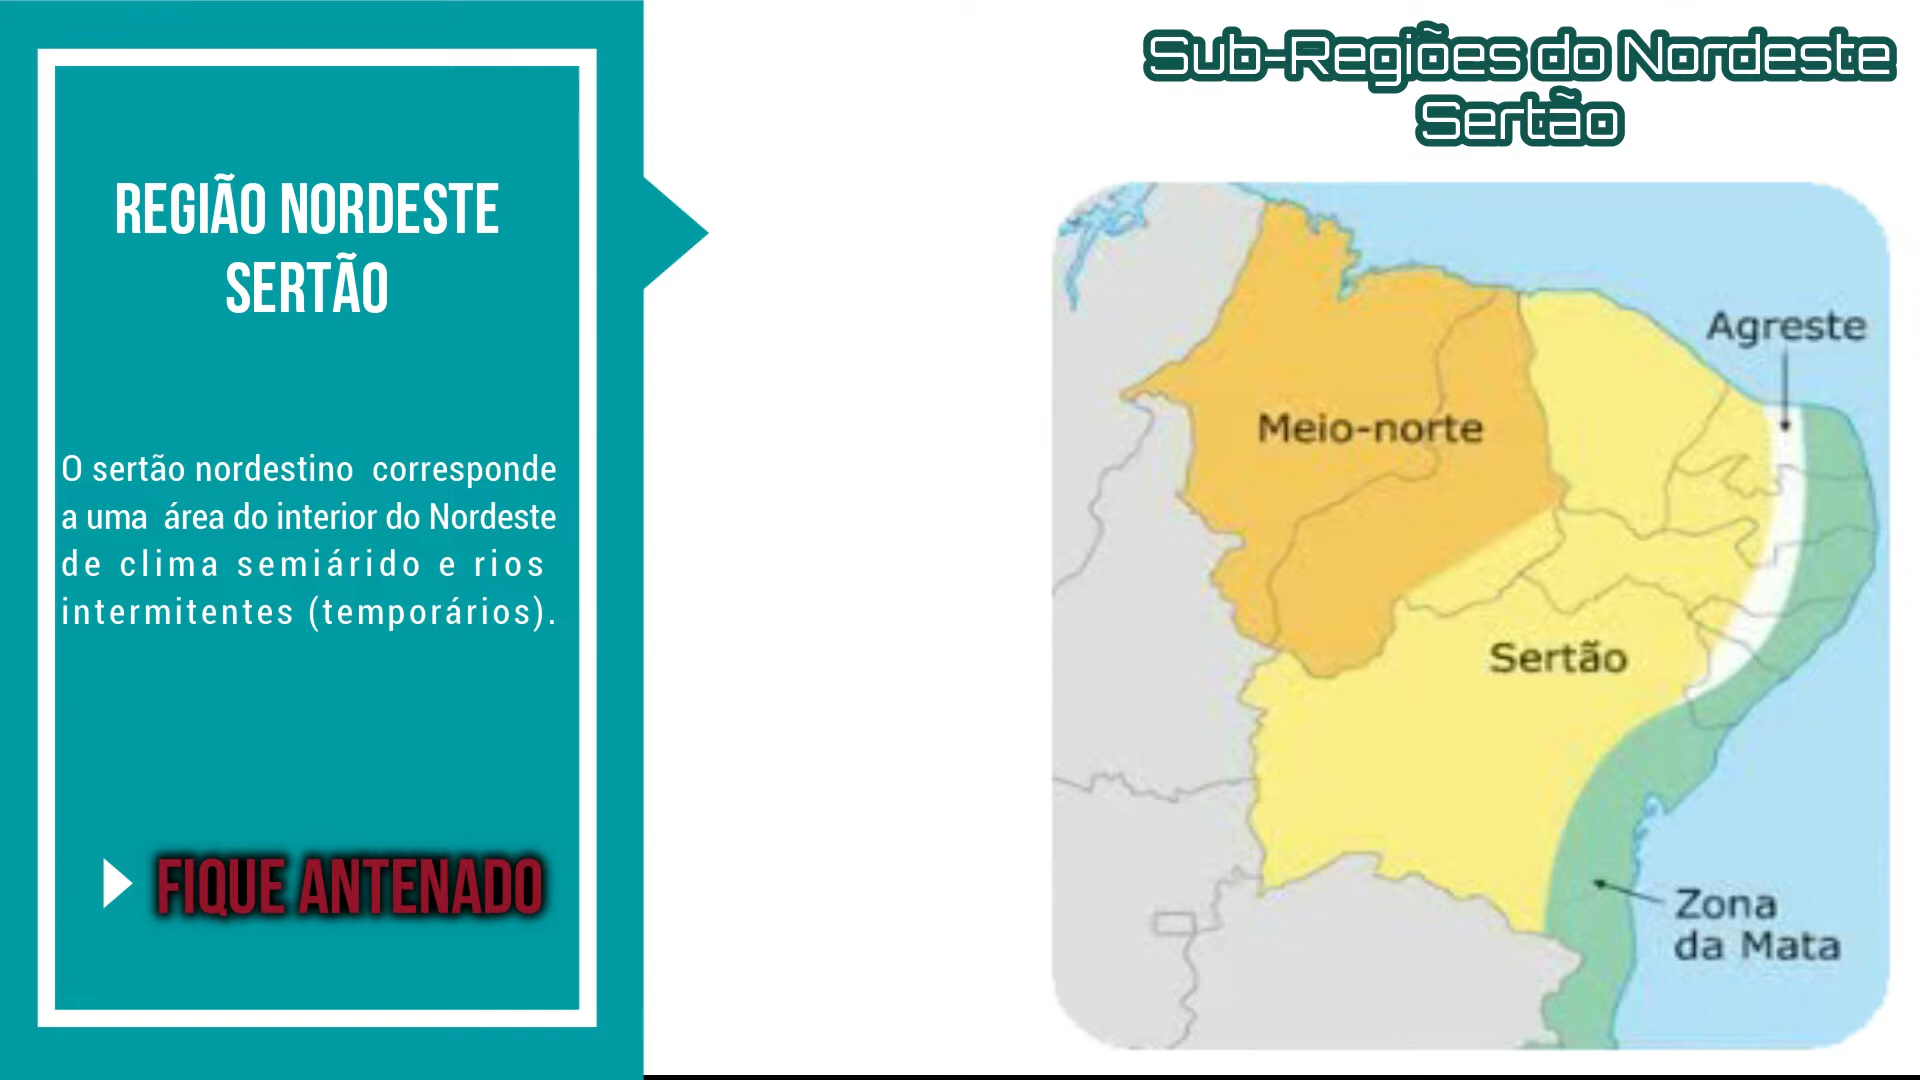 REGIÃO NORDESTE
SERTÃO
O sertão nordestino corresponde
a uma área do interior do Nordeste
de clima semiárido e rios
intermitentes (temporários).
FIQUE ANTENADO
Sub-Regiões do Nordeste
Sertão
Agreste
Meio-norte
Sertão
Zona
da Mata